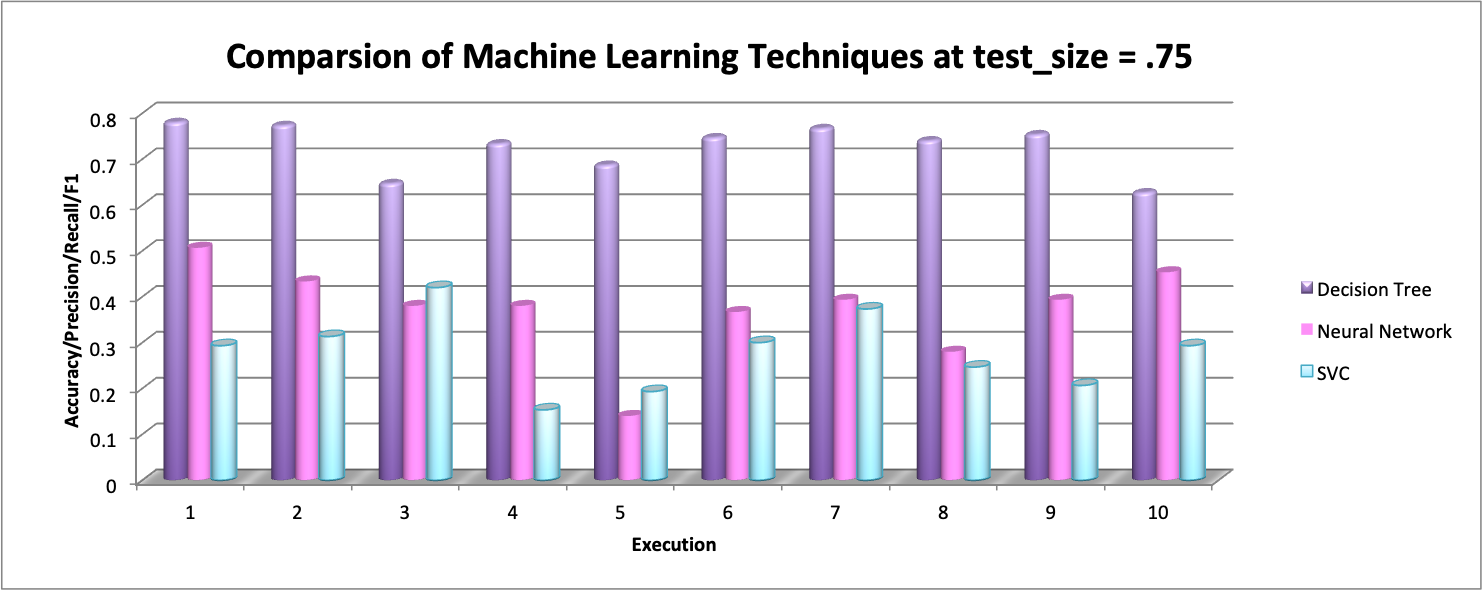 Comparsion of Machine Learning Techniques at test_size = .75
Accuracy/Precision/Recall/F1
0.8
0.7
0.6
0.5
0.4
0.3
0.2
0.1
0
1 2 3 4 5 6 7 8 9 10
Execution
Decision Tree
Neural Network
SVC